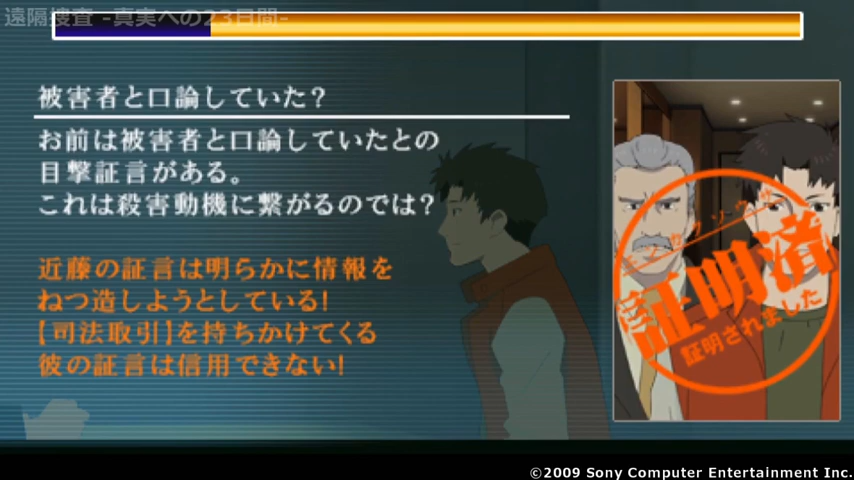 遠隔捜査 -真実への23日間-
被害者と口論していた?
お前は被害者と口論していたとの
目撃証言がある。
これは殺害動機に繋がるのでは?
近藤の証言は明らかに情報を
ねつ造しようとしている!
【司法取引】を持ちかけてくる
彼の証言は信用できない!
証明済
証明されました
©2009 Sony Computer Entertainment Inc.